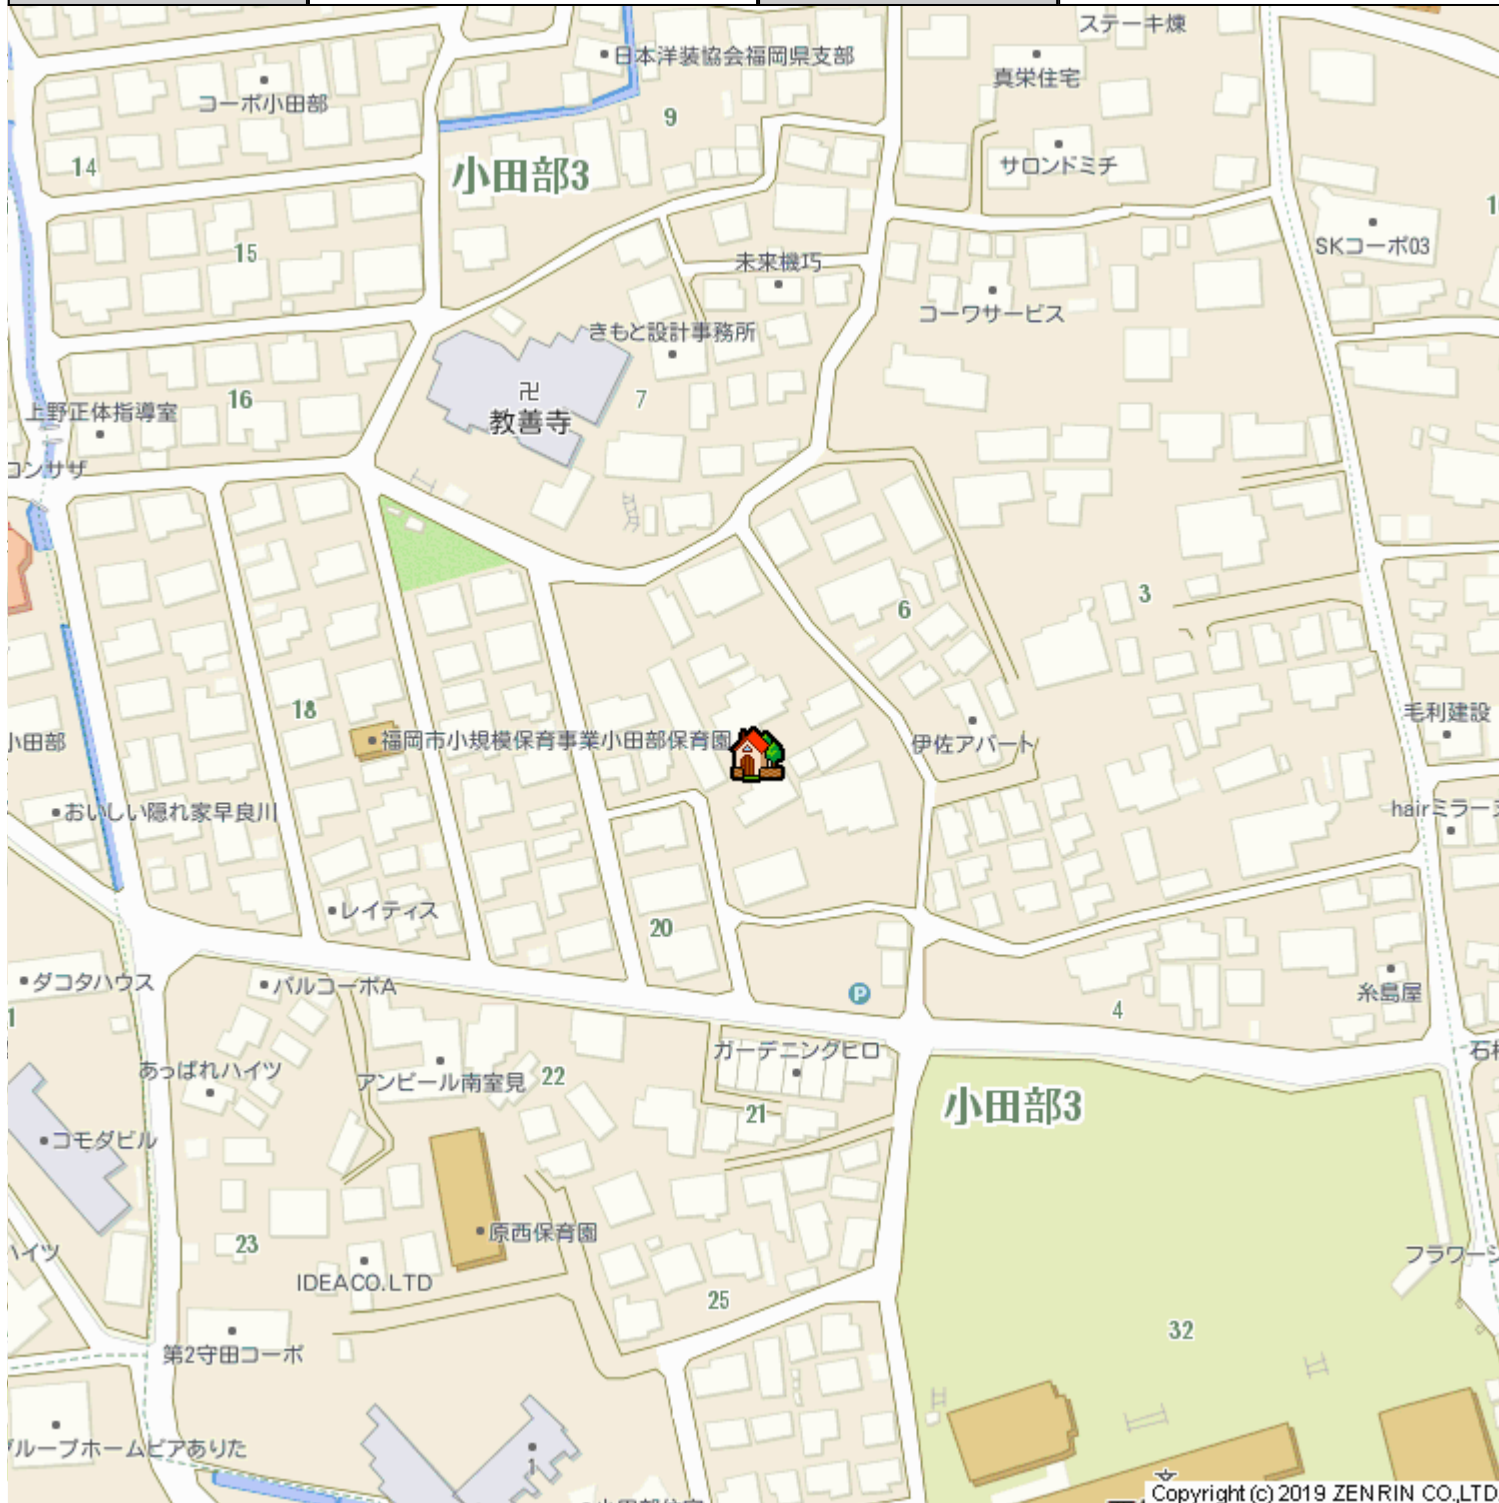 ステーキ煉
日本洋装協会福岡県支部
真栄住宅
コーポ小田部
9
14
小田部3
サロンドミチ
1
15
SKコーポ03
未来機巧
コーワサービス
きもと設計事務所
卍
16
7
上野正体指導室
教善寺
コンサザ
3
6
18
毛利建設
小田部
福岡市小規模保育事業小田部保育園
伊佐アパート
おいしい隠れ家早良川
hairミラーヌ
レイティス
20
ダコタハウス
パルコーポA
P
糸島屋
1
4
ガーデニングヒロ
あっぱれハイツ
アンピール南室見
22
小田部3
21
コモダビル
原西保育園
23
ハイツ
フラワー
IDEACO.LTD
25
32
第2守田コーポ
グループホームピアありた
1
文
小田部住宅
Copyright (c) 2019 ZENRIN CO.,LTD